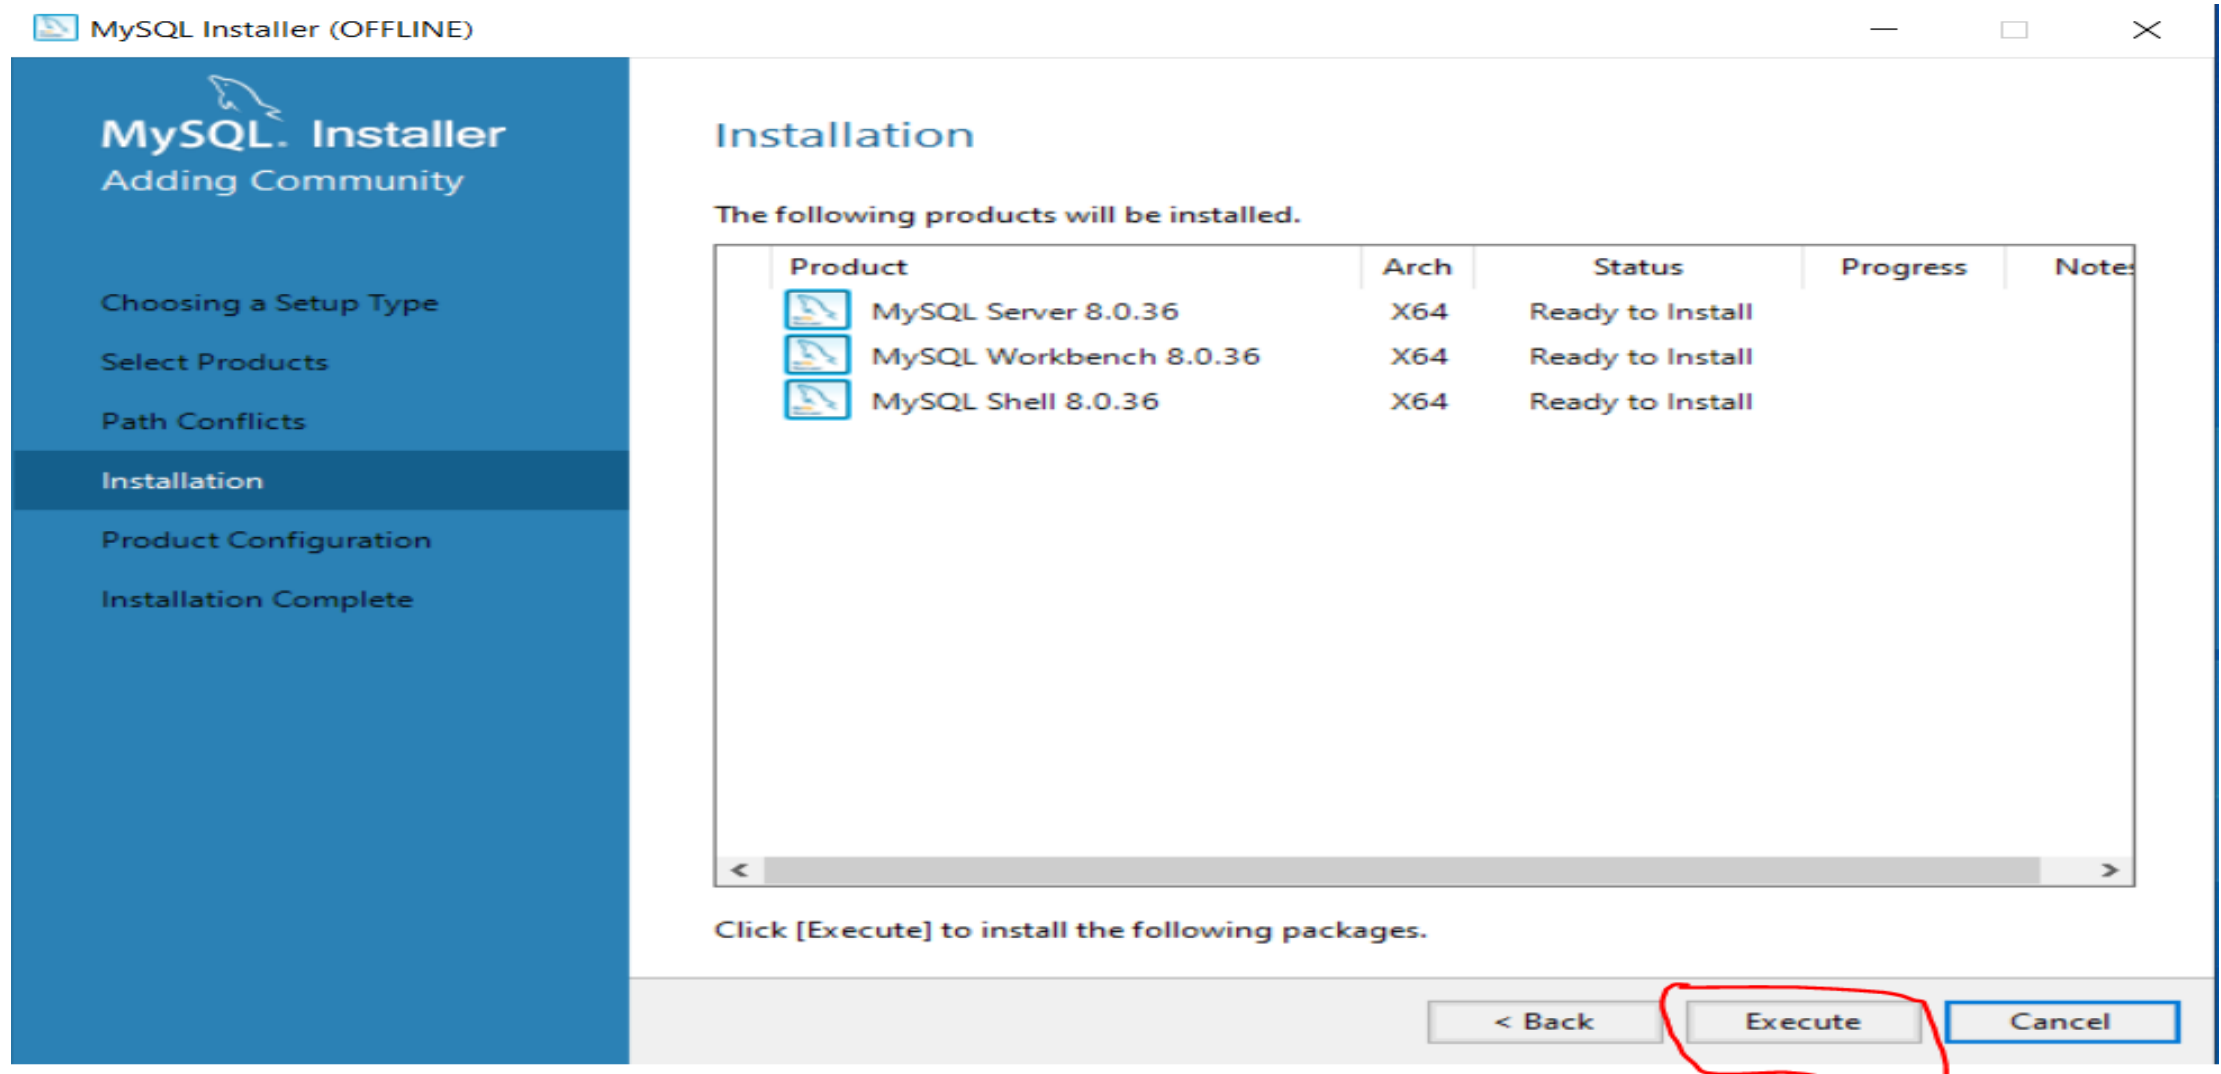 MySQL Installer (OFFLINE)
MySQL. Installer
Adding Community
Choosing a Setup Type
Select Products
Path Conflicts
Installation
Product Configuration
Installation Complete
Installation
The following products will be installed.
Product Arch Status Progress Notes
MySQL Server 8.0.36 X64 Ready to Install
MySQL Workbench 8.0.36 X64 Ready to Install
MySQL Shell 8.0.36 X64 Ready to Install
Click [Execute] to install the following packages.
< Back Execute Cancel